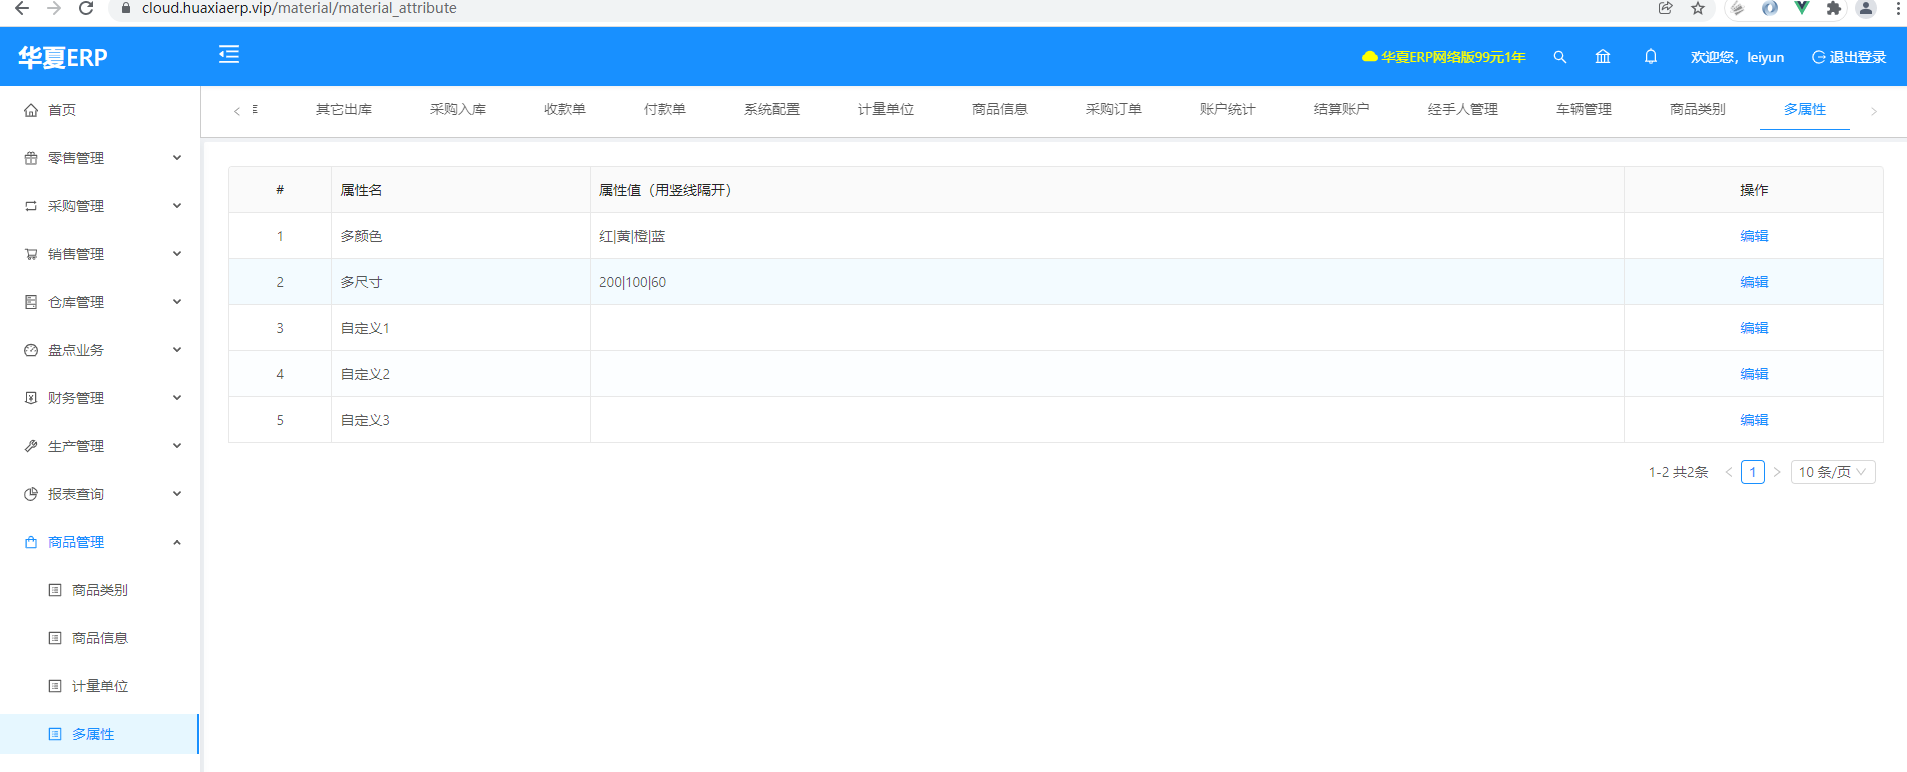 cloud.huaxiaerp.vip/material/material_attribute
华夏ERP
华夏ERP网络版99元1年
欢迎您，leiyun
退出登录
首页
零售管理
采购管理
销售管理
仓库管理
盘点业务
财务管理
生产管理
报表查询
商品管理
商品类别
商品信息
计量单位
多属性
其它出库 采购入库 收款单 付款单 系统配置 计量单位 商品信息 采购订单 账户统计 结算账户 经手人管理 车辆管理 商品类别 多属性
# 属性名 属性值（用竖线隔开） 操作
1 多颜色 红|黄|橙|蓝 编辑
2 多尺寸 200|100|60 编辑
3 自定义1 编辑
4 自定义2 编辑
5 自定义3 编辑
1-2 共2条 < 1 > 10 条/页